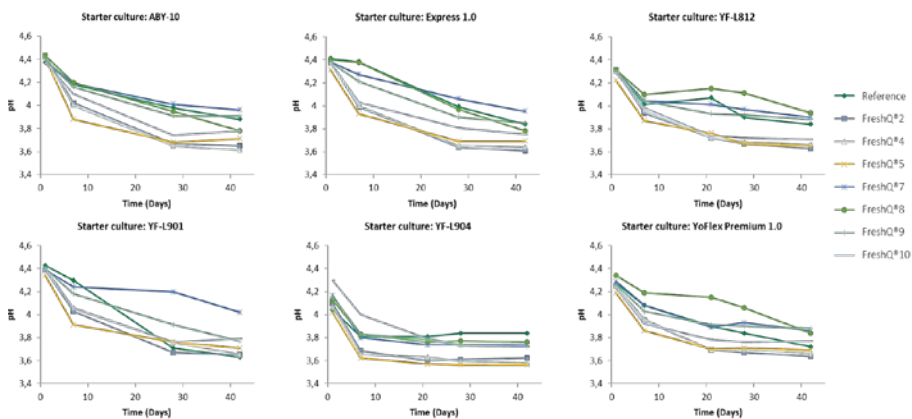 Starter culture: ABY-10
4,6
4,4
4,2
4
3,8
3,6
3,4
pH
0 10 20 30 40
Time (Days)
Starter culture: Express 1.0
4,6
4,4
4,2
4
3,8
3,6
3,4
pH
0 10 20 30 40
Time (Days)
Starter culture: YF-L812
4,6
4,4
4,2
4
3,8
3,6
3,4
pH
0 10 20 30 40
Time (Days)
Reference
FreshQ®2
FreshQ®4
FreshQ®5
FreshQ®7
FreshQ®8
FreshQ®9
FreshQ®10
Starter culture: YF-L901
4,6
4,4
4,2
4
3,8
3,6
3,4
pH
0 10 20 30 40
Time (Days)
Starter culture: YF-L904
4,6
4,4
4,2
4
3,8
3,6
3,4
pH
0 10 20 30 40
Time (Days)
Starter culture: YoFlex Premium 1.0
4,6
4,4
4,2
4
3,8
3,6
3,4
pH
0 10 20 30 40
Time (Days)